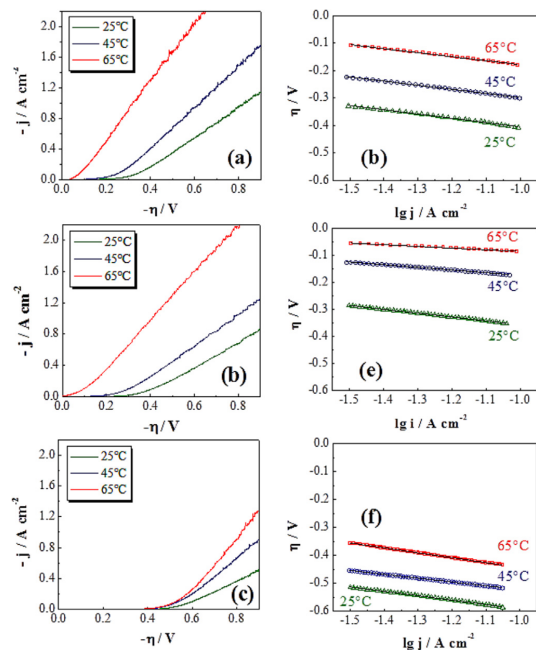 2.0
1.6
1.2
0.8
0.4
0.0
- j / A cm⁻²
25°C
45°C
65°C
(a)
0.0 0.2 0.4 0.6 0.8
-η / V
0.0
-0.1
-0.2
-0.3
-0.4
-0.5
-0.6
η / V
65°C
45°C
25°C
(b)
-1.5 -1.4 -1.3 -1.2 -1.1 -1.0
lg j / A cm⁻²
2.0
1.6
1.2
0.8
0.4
0.0
- j / A cm⁻²
25°C
45°C
65°C
(b)
0.0 0.2 0.4 0.6 0.8
-η / V
0.0
-0.1
-0.2
-0.3
-0.4
-0.5
η / V
65°C
45°C
25°C
(e)
-1.5 -1.4 -1.3 -1.2 -1.1 -1.0
lg i / A cm⁻²
2.0
1.6
1.2
0.8
0.4
0.0
- j / A cm⁻²
25°C
45°C
65°C
(c)
0.0 0.2 0.4 0.6 0.8
-η / V
0.0
-0.1
-0.2
-0.3
-0.4
-0.5
-0.6
η / V
(f)
65°C
45°C
25°C
-1.5 -1.4 -1.3 -1.2 -1.1 -1.0
lg j / A cm⁻²